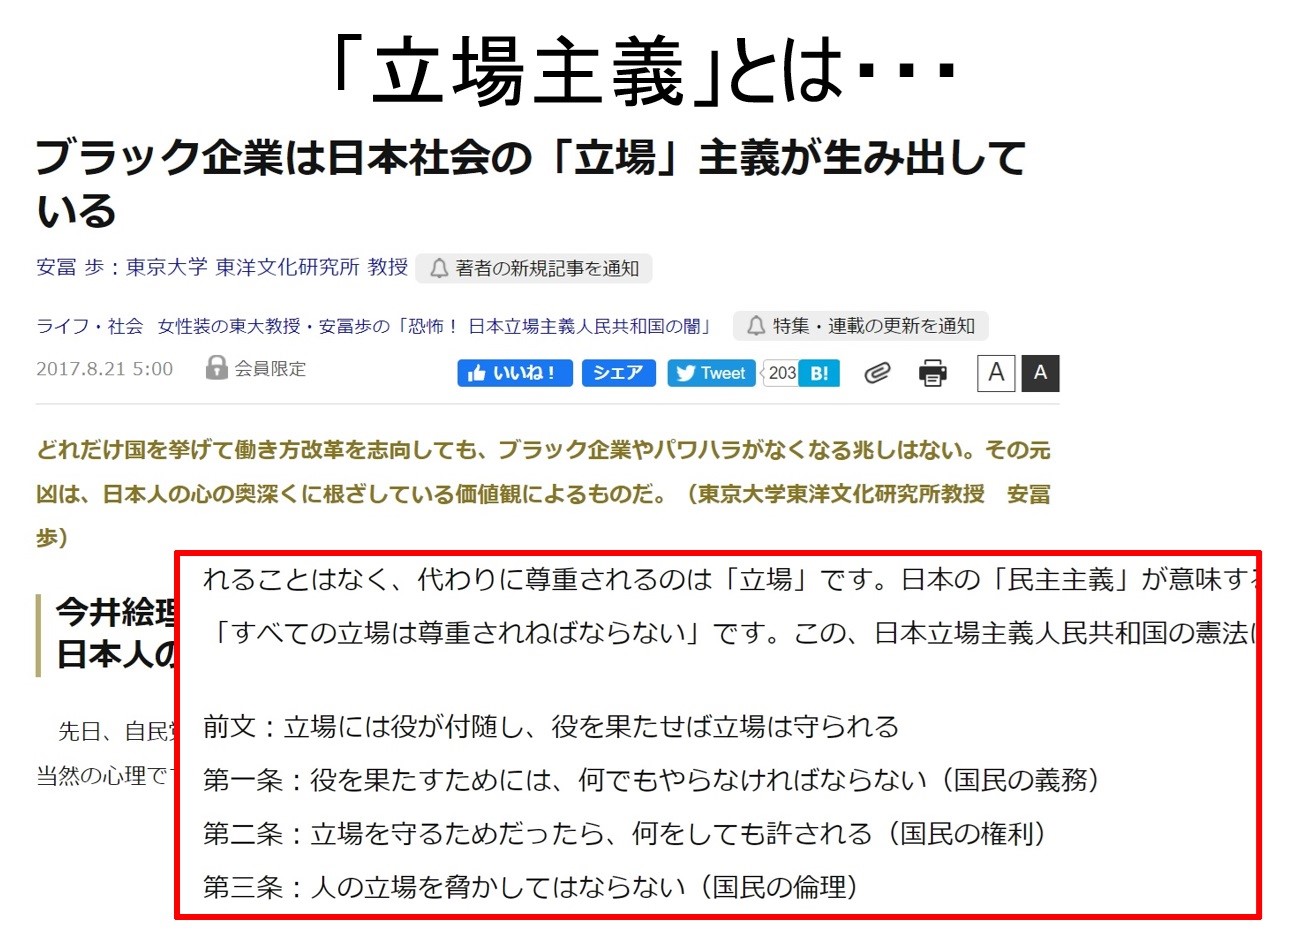 「立場主義」とは・・・
ブラック企業は日本社会の「立場」主義が生み出して
いる
安冨 歩：東京大学 東洋文化研究所 教授 著者の新規記事を通知
ライフ・社会 女性装の東大教授・安冨歩の「恐怖！ 日本立場主義人民共和国の闇」 特集・連載の更新を通知
2017.8.21 5:00 会員限定 いいね！ シェア Tweet 203 B! A A
どれだけ国を挙げて働き方改革を志向しても、ブラック企業やパワハラがなくなる兆しはない。その元
凶は、日本人の心の奥深くに根ざしている価値観によるものだ。（東京大学東洋文化研究所教授　安冨
歩）
今井絵理
日本人の
先日、自民党
当然の心理で
れることはなく、代わりに尊重されるのは「立場」です。日本の「民主主義」が意味する
「すべての立場は尊重されねばならない」です。この、日本立場主義人民共和国の憲法は
前文：立場には役が付随し、役を果たせば立場は守られる
第一条：役を果たすためには、何でもやらなければならない（国民の義務）
第二条：立場を守るためだったら、何をしても許される（国民の権利）
第三条：人の立場を脅かしてはならない（国民の倫理）